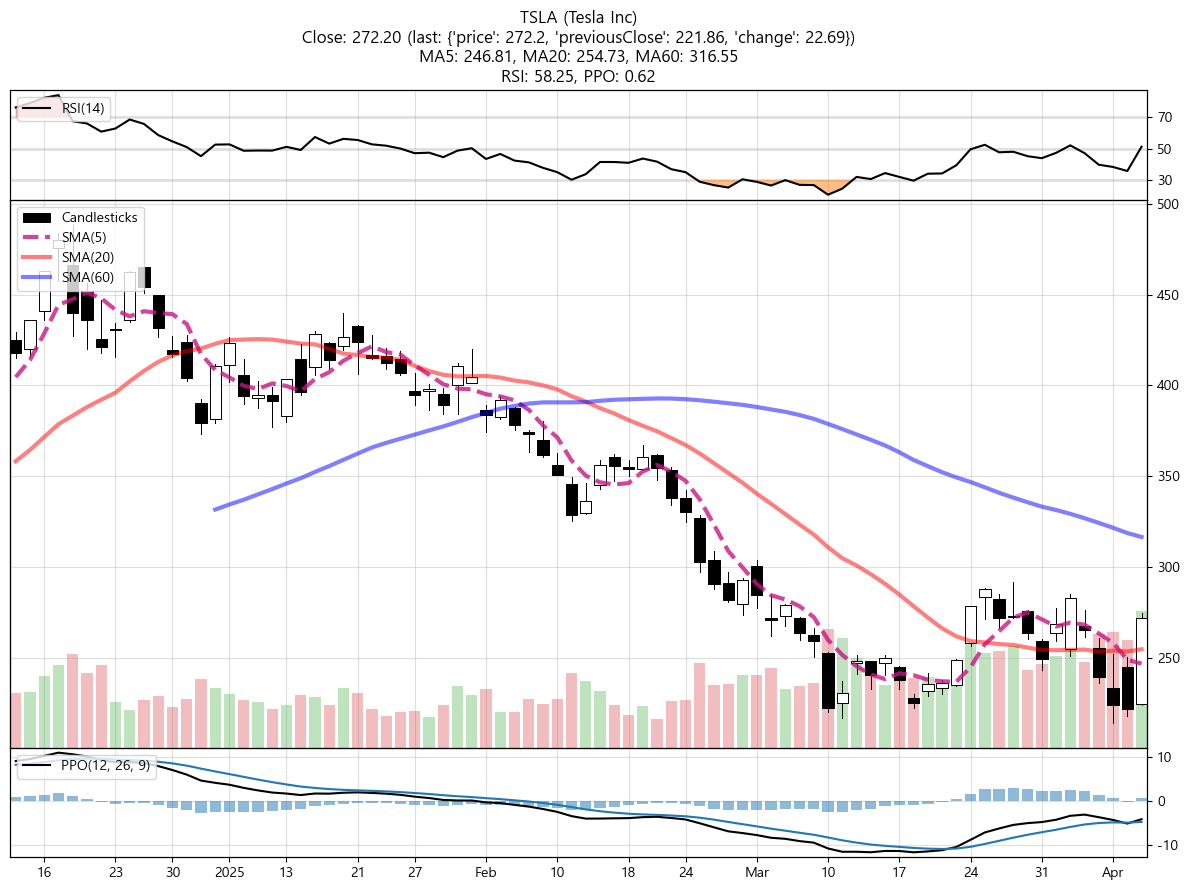 TSLA (Tesla Inc)
Close: 272.20 (last: {'price': 272.2, 'previousClose': 221.86, 'change': 22.69})
MA5: 246.81, MA20: 254.73, MA60: 316.55
RSI: 58.25, PPO: 0.62
RSI(14)
70
50
30
Candlesticks
SMA(5)
SMA(20)
SMA(60)
500
450
400
350
300
250
PPO(12, 26, 9)
10
0
-10
16 23 30 2025 13 21 27 Feb 10 18 24 Mar 10 17 24 31 Apr